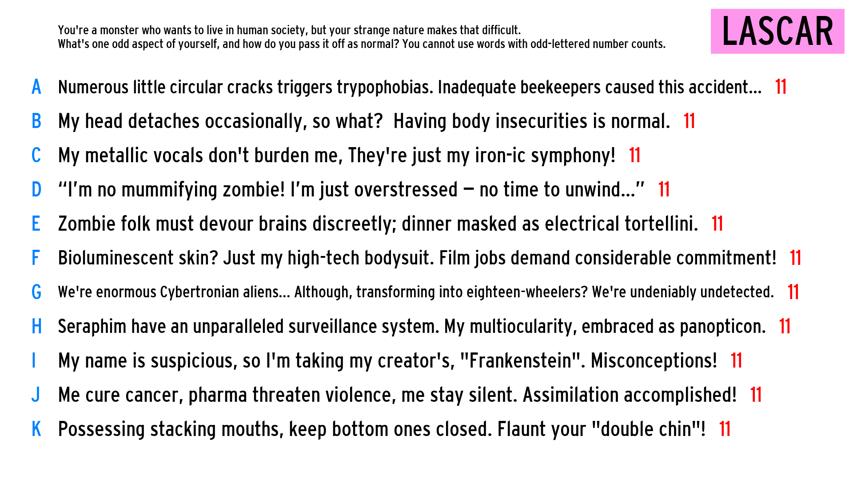 You're a monster who wants to live in human society, but you're strange nature makes that difficult.
What's one odd aspect of yourself, and how do you pass it off as normal? You cannot use words with odd-lettered number counts.
LASCAR
A Numerous little circular cracks triggers trypophobias. Inadequate beekeepers caused this accident... 11
B My head detaches occasionally, so what?  Having body insecurities is normal. 11
C My metallic vocals don't burden me, They're just my iron-ic symphony! 11
D “I’m no mummifying zombie! I’m just overstressed – no time to unwind...” 11
E Zombie folk must devour brains discreetly; dinner masked as electrical tortellini. 11
F Bioluminescent skin? Just my high-tech bodysuit. Film jobs demand considerable commitment! 11
G We're enormous Cybertronian aliens... Although, transforming into eighteen-wheelers? We're undeniably undetected. 11
H Seraphim have an unparalleled surveillance system. My multiocularity, embraced as panopticon. 11
I My name is suspicious, so I'm taking my creator's, "Frankenstein". Misconceptions! 11
J Me cure cancer, pharma threaten violence, me stay silent. Assimilation accomplished! 11
K Possessing stacking mouths, keep bottom ones closed. Flaunt your "double chin"! 11